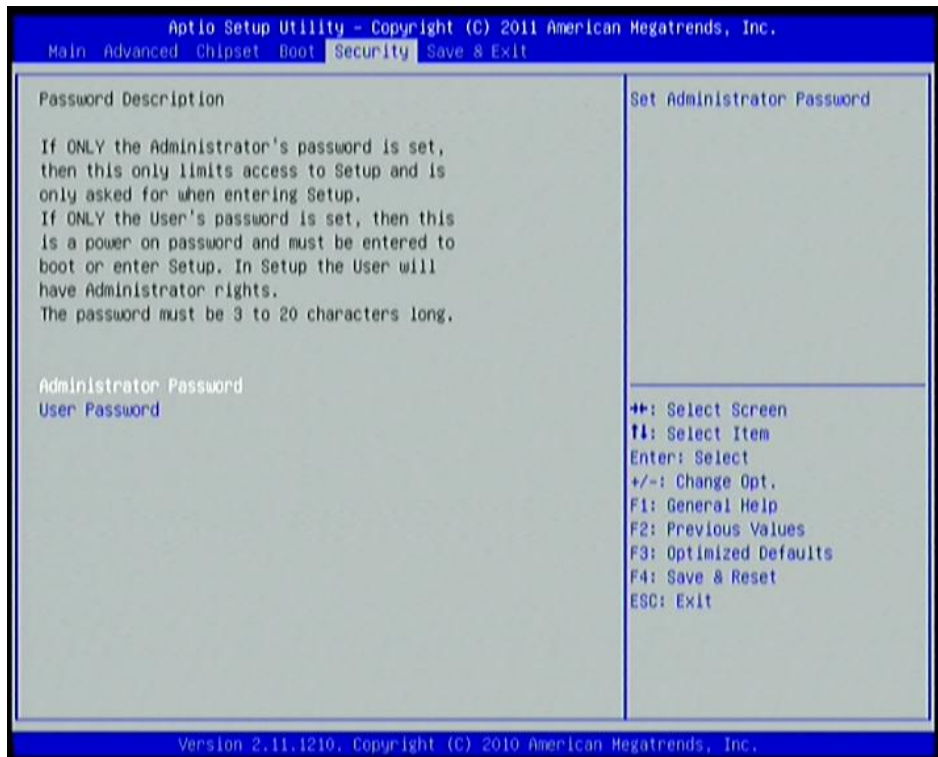 Aptio Setup Utility - Copyright (C) 2011 American Megatrends, Inc.
Main Advanced Chipset Boot Security Save & Exit
Password Description
If ONLY the Administrator's password is set,
then this only limits access to Setup and is
only asked for when entering Setup.
If ONLY the User's password is set, then this
is a power on password and must be entered to
boot or enter Setup. In Setup the User will
have Administrator rights.
The password must be 3 to 20 characters long.
Administrator Password
User Password
Set Administrator Password
→←: Select Screen
↑↓: Select Item
Enter: Select
+/-: Change Opt.
F1: General Help
F2: Previous Values
F3: Optimized Defaults
F4: Save & Reset
ESC: Exit
Version 2.11.1210. Copyright (C) 2010 American Megatrends, Inc.